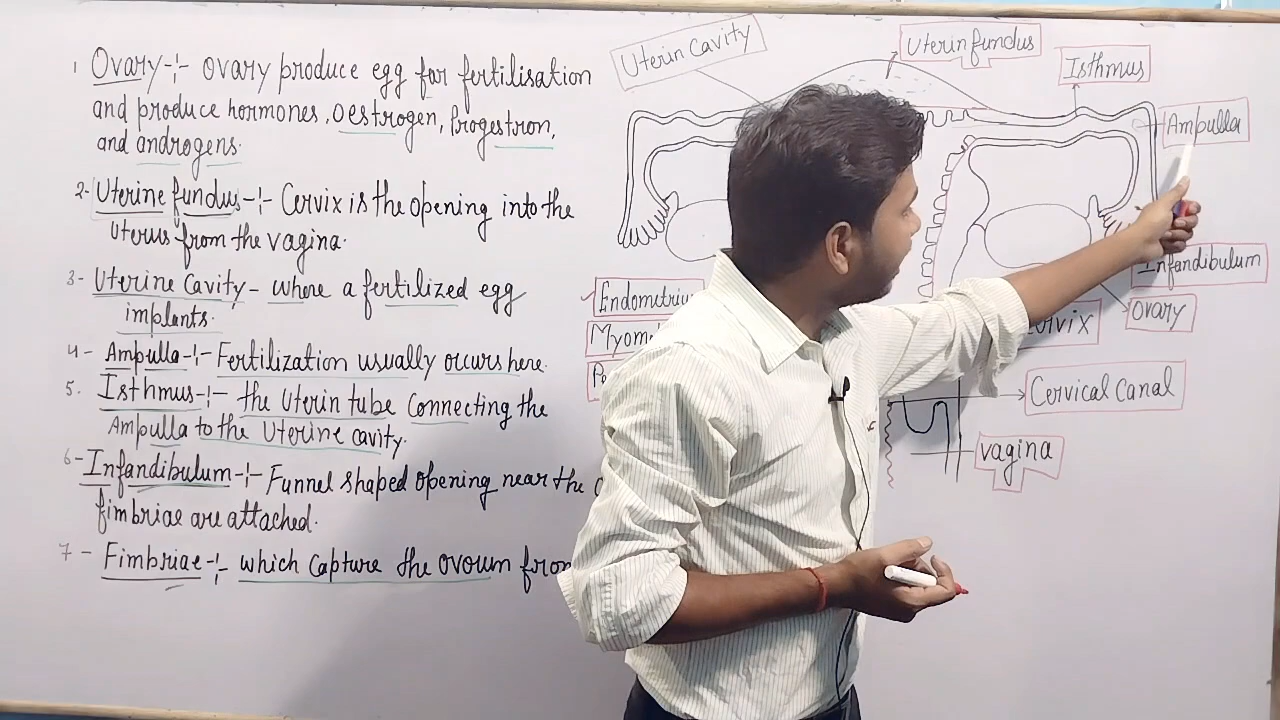 1 Ovary-:- Ovary produce egg for fertilisation
and produce hormones, oestrogen, Progestron,
and androgens.
2- Uterine fundus-:- Cervix is the opening into the
Uterus from the vagina.
3- Uterine Cavity- where a fertilized egg
implants.
4- Ampulla-:- Fertilization usually occurs here.
5. Isthmus-:- the Uterin tube Connecting the
Ampulla to the Uterine cavity.
6- Infandibulum-:- Funnel shaped opening near the
fimbriae are attached.
7- Fimbriae-:- which Capture the ovoum
Uterin Cavity
Uterin fundus
Isthmus
Ampulla
Infandibulum
Ovary
Cervical Canal
vagina